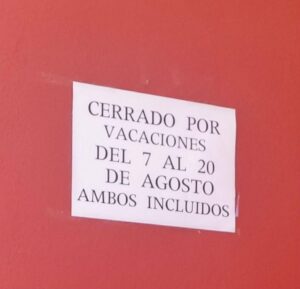 CERRADO POR
VACACIONES
DEL 7 AL 20
DE AGOSTO
AMBOS INCLUIDOS